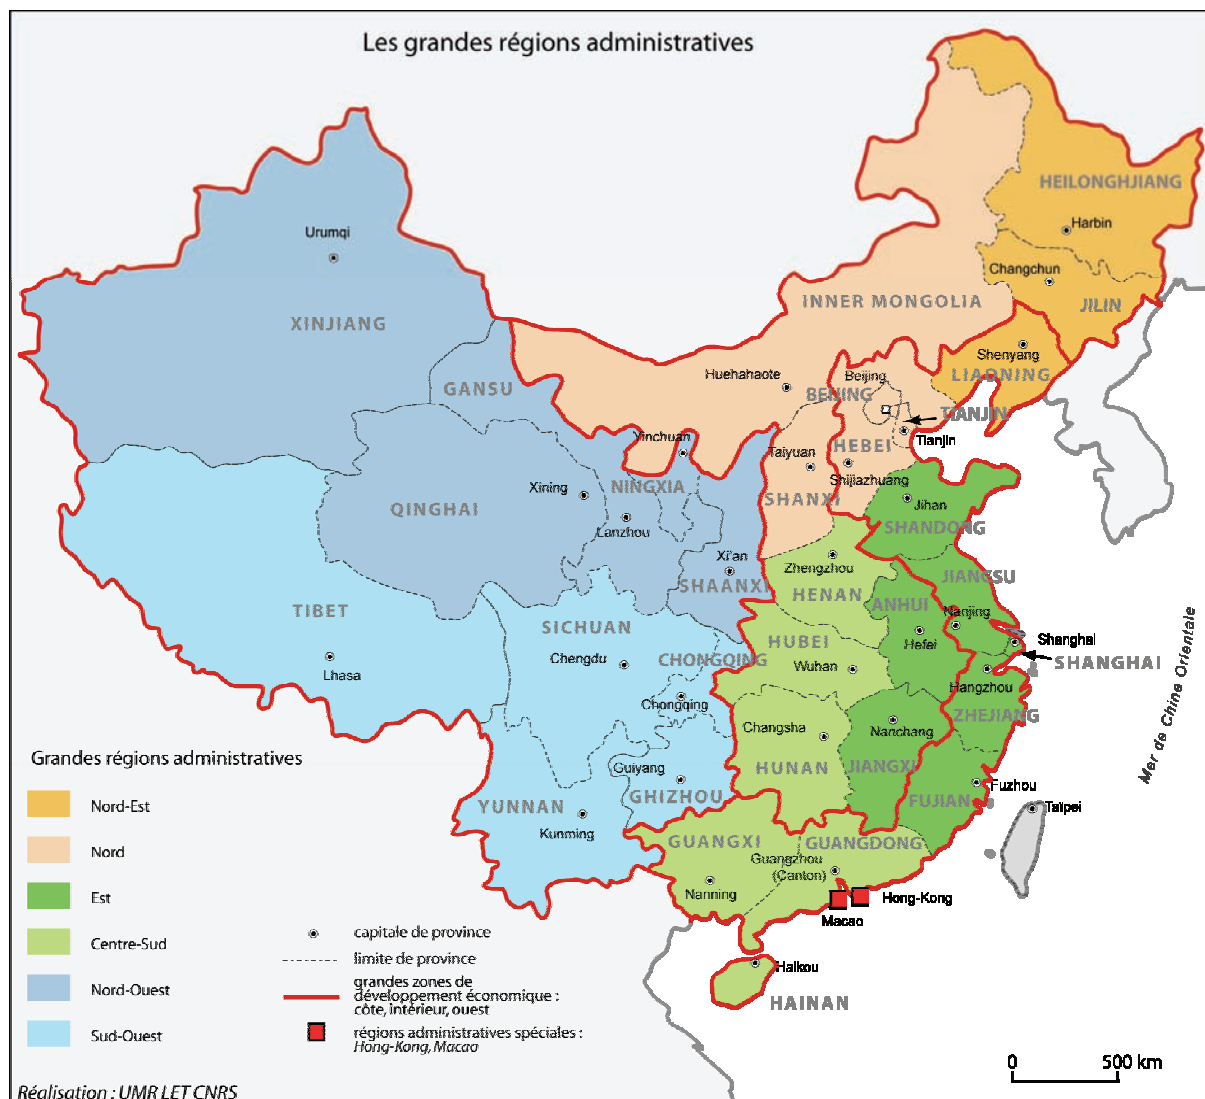 Les grandes régions administratives
HEILONGHJIANG
Harbin
Urumqi
Changchun
JILIN
INNER MONGOLIA
XINJIANG
Shenyang
LIAONING
Huehahaote
Beijing
GANSU
BEIJING
TIANJIN
Tianjin
Yinchuan
Taiyuan
HEBEI
Shijiazhuang
Xining
NINGXIA
SHANXI
Jihan
QINGHAI
SHANDONG
Lanzhou
Xi'an
Zhengzhou
JIANGSU
SHAANXI
HENAN
ANHUI
Nanjing
TIBET
SICHUAN
HUBEI
Hefei
Shanghai
Chengdu
CHONGQING
Wuhan
SHANGHAI
Lhasa
Hangzhou
Chongqing
ZHEJIANG
Changsha
Nanchang
Mer de Chine Orientale
Guiyang
HUNAN
JIANGXI
Fuzhou
GHIZHOU
FUJIAN
YUNNAN
Taïpei
Kunming
GUANGXI
GUANGDONG
Guangzhou
(Canton)
Nanning
Hong-Kong
Macao
Haikou
HAINAN
Grandes régions administratives
Nord-Est
Nord
Est
Centre-Sud
Nord-Ouest
Sud-Ouest
capitale de province
limite de province
grandes zones de
développement économique :
côte, intérieur, ouest
régions administratives spéciales :
Hong-Kong, Macao
0 500 km
Réalisation : UMR LET CNRS